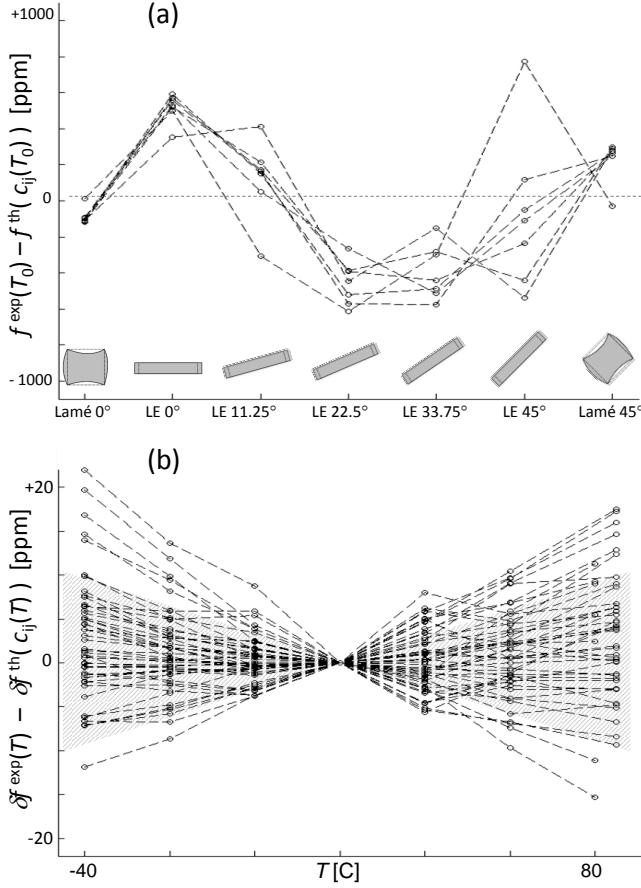 (a)
+1000
0
- 1000
f exp(T0) – f th( cij(T0) ) [ppm]
Lamé 0° LE 0° LE 11.25° LE 22.5° LE 33.75° LE 45° Lamé 45°
(b)
+20
0
-20
δf exp(T) – δf th( cij(T) ) [ppm]
-40 T [C] 80